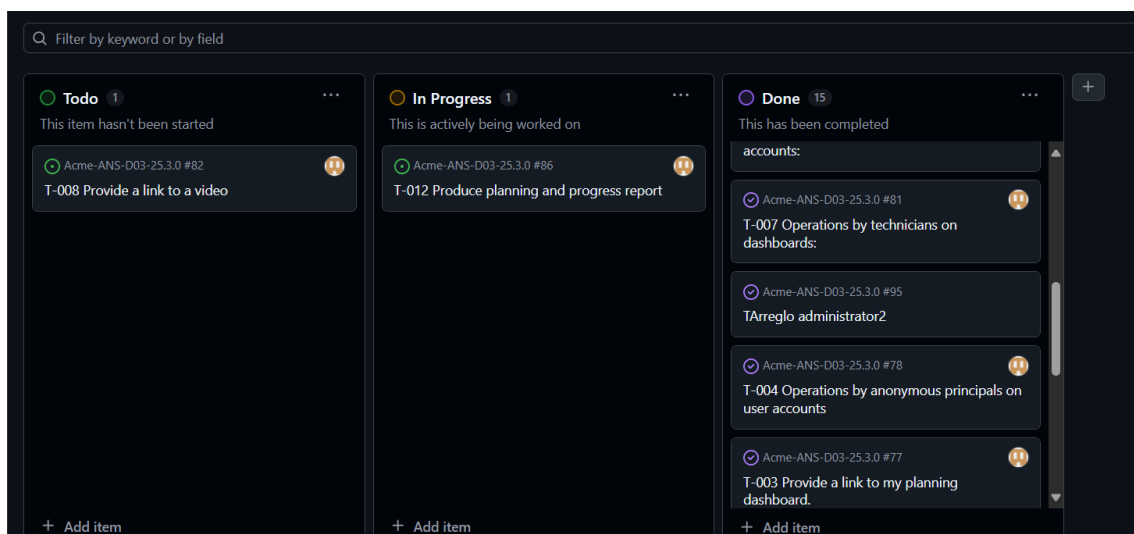 Filter by keyword or by field
Todo 1
This item hasn't been started
Acme-ANS-D03-25.3.0 #82
T-008 Provide a link to a video
+ Add item
In Progress 1
This is actively being worked on
Acme-ANS-D03-25.3.0 #86
T-012 Produce planning and progress report
+ Add item
Done 15
This has been completed
accounts:
Acme-ANS-D03-25.3.0 #81
T-007 Operations by technicians on
dashboards:
Acme-ANS-D03-25.3.0 #95
TArreglo administrator2
Acme-ANS-D03-25.3.0 #78
T-004 Operations by anonymous principals on
user accounts
Acme-ANS-D03-25.3.0 #77
T-003 Provide a link to my planning
dashboard.
+ Add item